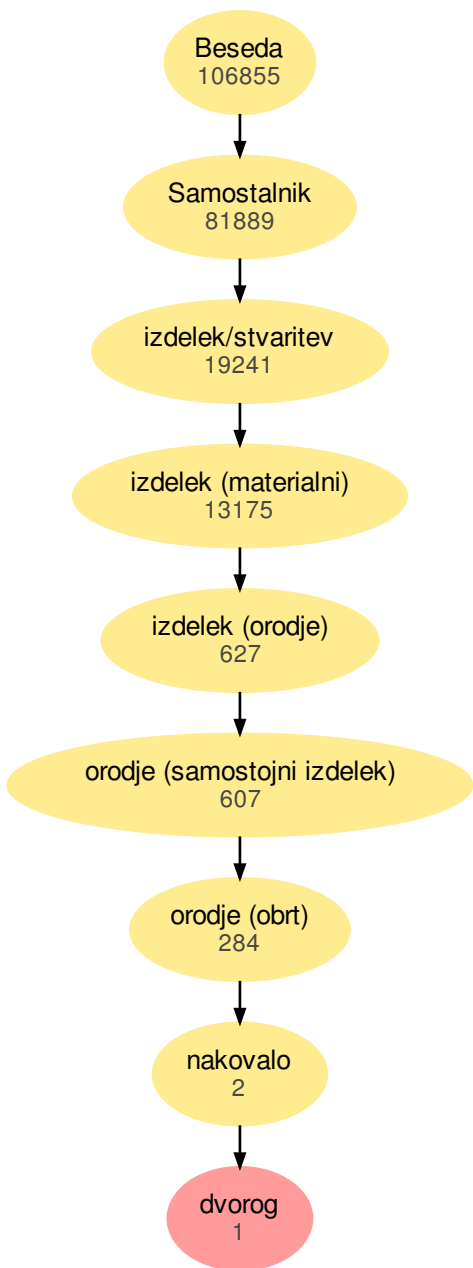 Beseda
106855
Samostalnik
81889
izdelek/stvaritev
19241
izdelek (materialni)
13175
izdelek (orodje)
627
orodje (samostojni izdelek)
607
orodje (obrt)
284
nakovalo
2
dvorog
1